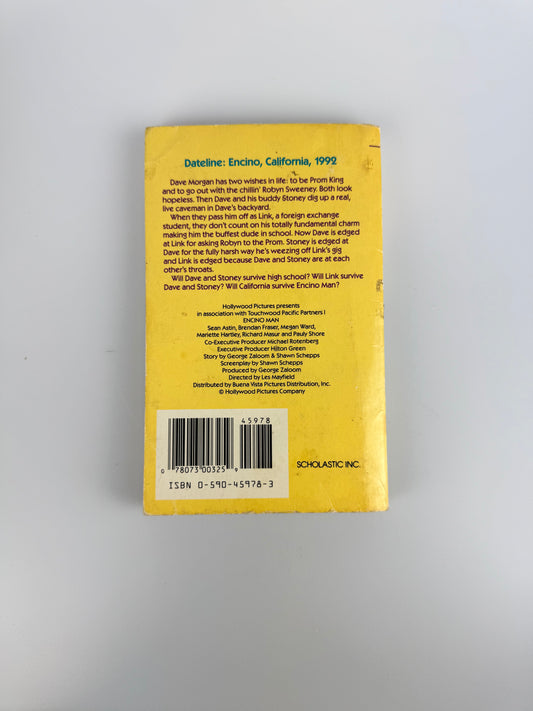 Dateline: Encino, California, 1992
Dave Morgan has two wishes in life: to be Prom King
and to go out with the chillin' Robyn Sweeney. Both look
hopeless. Then Dave and his buddy Stoney dig up a real,
live caveman in Dave's backyard.
When they pass him off as Link, a foreign exchange
student, they don't count on his totally fundamental charm
making him the buffest dude in school. Now Dave is edged
at Link for asking Robyn to the Prom. Stoney is edged at
Dave for the fully harsh way he's weezing off Link's gig
and Link is edged because Dave and Stoney are at each
other's throats.
Will Dave and Stoney survive high school? Will Link survive
Dave and Stoney? Will California survive Encino Man?
Hollywood Pictures presents
in association with Touchwood Pacific Partners I
ENCINO MAN
Sean Astin, Brendan Fraser, Megan Ward,
Mariette Hartley, Richard Masur and Pauly Shore
Co-Executive Producer Michael Rotenberg
Executive Producer Hilton Green
Story by George Zaloom & Shawn Schepps
Screenplay by Shawn Schepps
Produced by George Zaloom
Directed by Les Mayfield
Distributed by Buena Vista Pictures Distribution, Inc.
© Hollywood Pictures Company
45978
0 78073 00325 9
ISBN 0-590-45978-3
SCHOLASTIC INC.